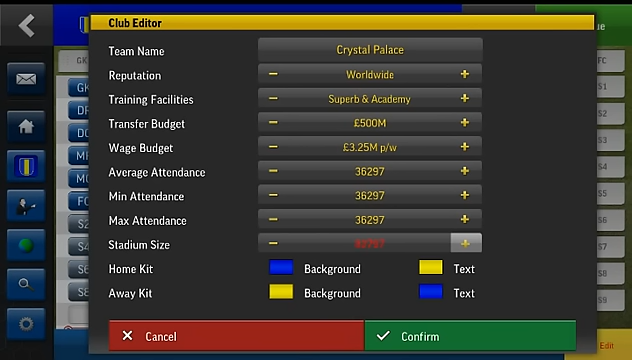 Club Editor
Team Name Crystal Palace
Reputation − Worldwide +
Training Facilities − Superb & Academy +
Transfer Budget − £500M +
Wage Budget − £3.25M p/w +
Average Attendance − 36297 +
Min Attendance − 36297 +
Max Attendance − 36297 +
Stadium Size − +
Home Kit Background Text
Away Kit Background Text
Cancel Confirm
Edit